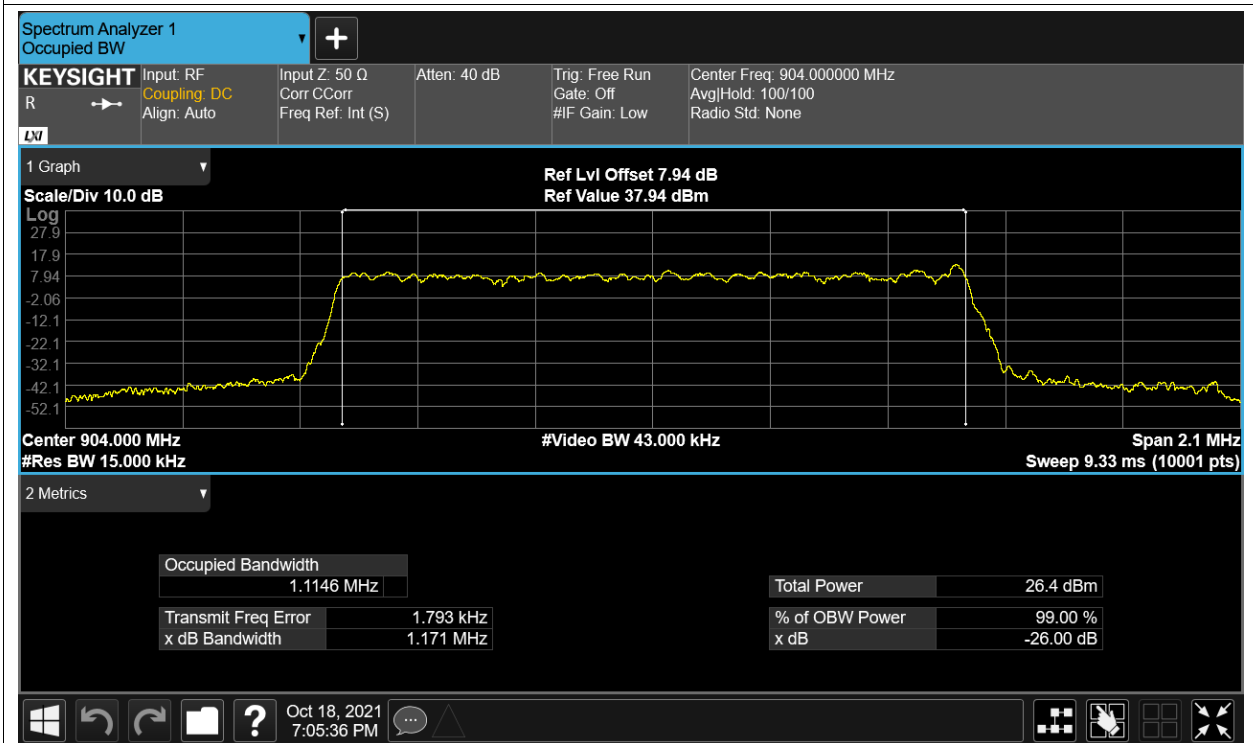 Spectrum Analyzer 1
Occupied BW
KEYSIGHT
R
LXI
Input: RF
Coupling: DC
Align: Auto
Input Z: 50 Ω
Corr CCorr
Freq Ref: Int (S)
Atten: 40 dB
Trig: Free Run
Gate: Off
#IF Gain: Low
Center Freq: 904.000000 MHz
Avg|Hold: 100/100
Radio Std: None
1 Graph
Scale/Div 10.0 dB
Ref Lvl Offset 7.94 dB
Ref Value 37.94 dBm
Log
27.9
17.9
7.94
-2.06
-12.1
-22.1
-32.1
-42.1
-52.1
Center 904.000 MHz
#Res BW 15.000 kHz
#Video BW 43.000 kHz
Span 2.1 MHz
Sweep 9.33 ms (10001 pts)
2 Metrics
Occupied Bandwidth
1.1146 MHz
Transmit Freq Error 1.793 kHz
x dB Bandwidth 1.171 MHz
Total Power 26.4 dBm
% of OBW Power 99.00 %
x dB -26.00 dB
?
Oct 18, 2021
7:05:36 PM